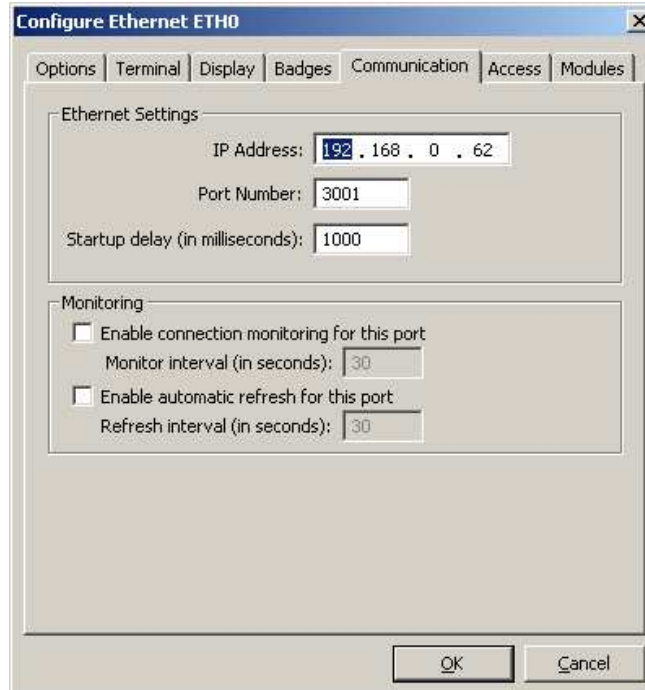 Configure Ethernet ETH0
Options Terminal Display Badges Communication Access Modules
Ethernet Settings
IP Address: 192 . 168 . 0 . 62
Port Number: 3001
Startup delay (in milliseconds): 1000
Monitoring
Enable connection monitoring for this port
Monitor interval (in seconds): 30
Enable automatic refresh for this port
Refresh interval (in seconds): 30
OK Cancel